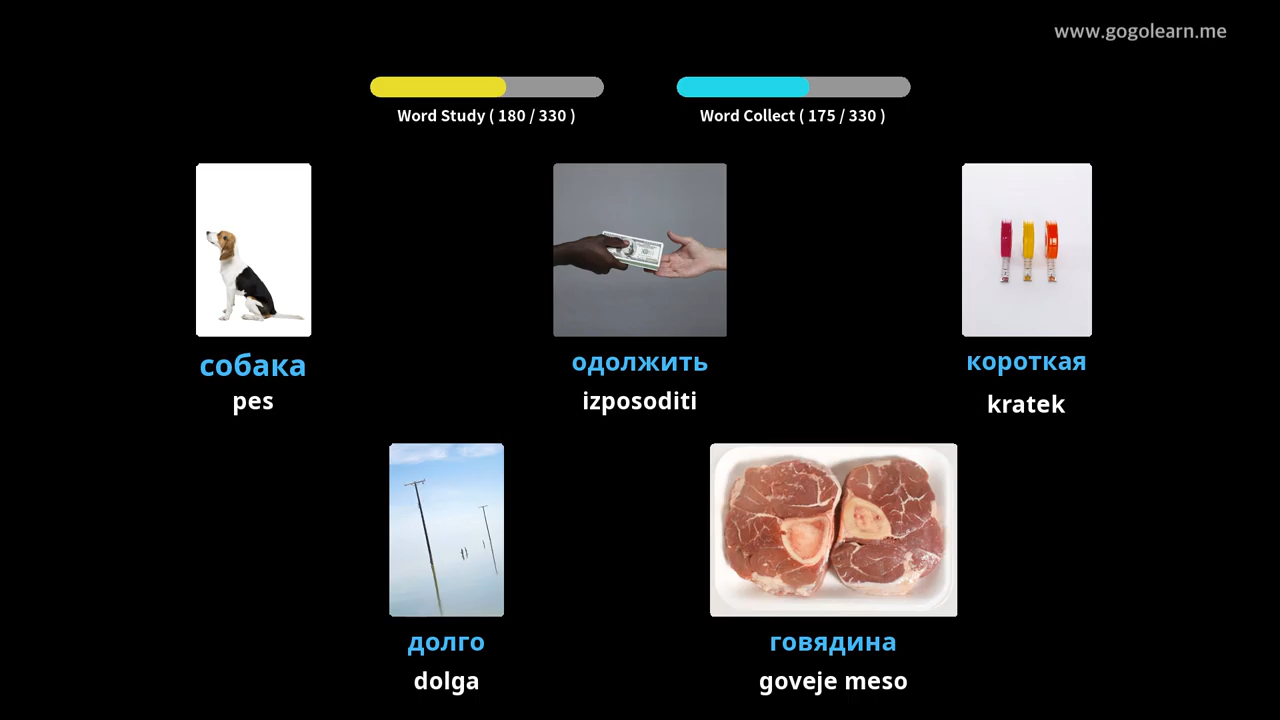 www.gogolearn.me
Word Study ( 180 / 330 )
Word Collect ( 175 / 330 )
собака
pes
одолжить
izposoditi
короткая
kratek
долго
dolga
говядина
goveje meso